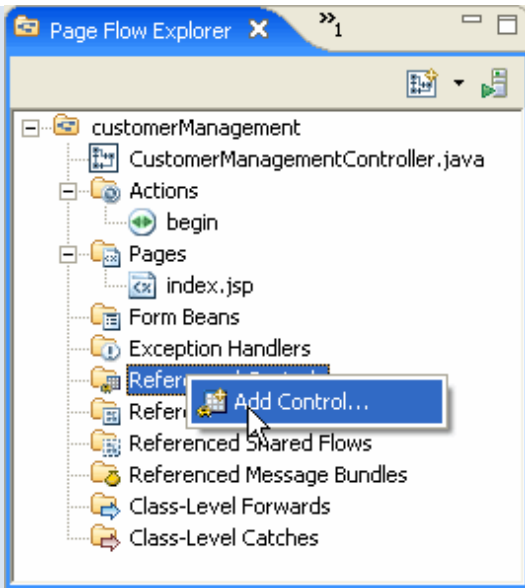 Page Flow Explorer
»1
customerManagement
CustomerManagementController.java
Actions
begin
Pages
index.jsp
Form Beans
Exception Handlers
Add Control...
Referenced Shared Flows
Referenced Message Bundles
Class-Level Forwards
Class-Level Catches